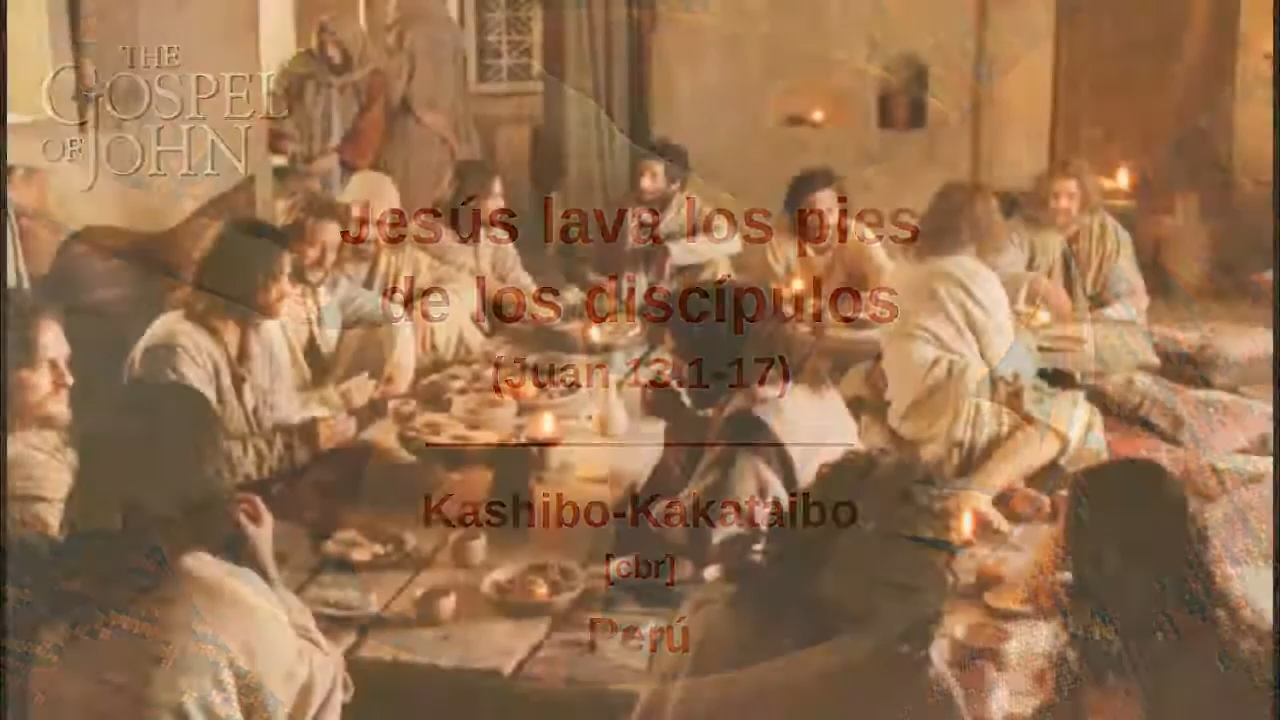 THE
GOSPEL
OF JOHN
Jesús lava los pies
de los discípulos
(Juan 13.1-17)
Kashibo-Kakataibo
[cbr]
Perú